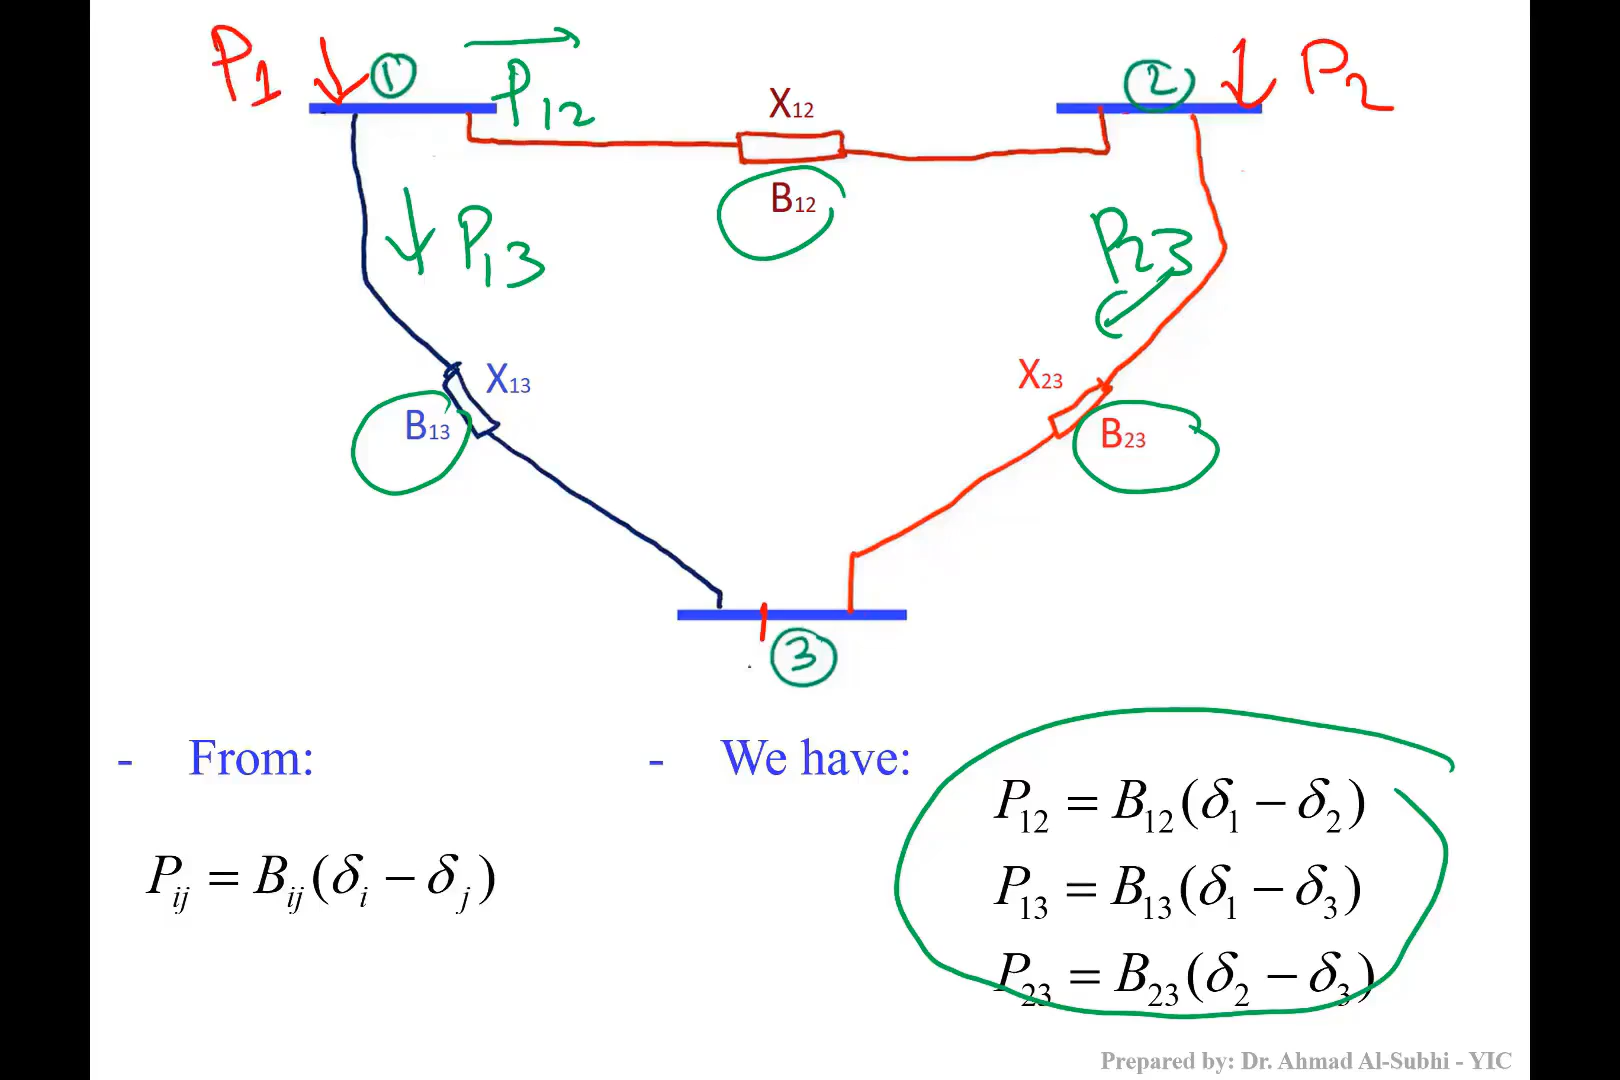 P1
1
P12
X12
B12
2
P2
P13
P23
X13
B13
X23
B23
3
- From:
- We have:
P12 = B12(δ1 − δ2)
Pij = Bij(δi − δj)
P13 = B13(δ1 − δ3)
P23 = B23(δ2 − δ3)
Prepared by: Dr. Ahmad Al-Subhi - YIC